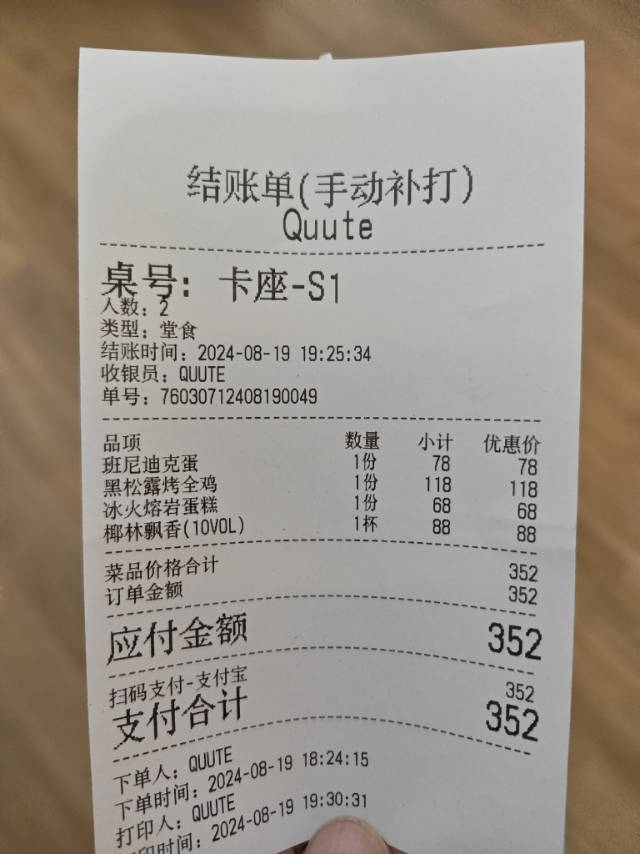 结账单(手动补打)
Quute
桌号: 卡座-S1
人数: 2
类型: 堂食
结账时间: 2024-08-19 19:25:34
收银员: QUUTE
单号: 76030712408190049
品项 数量 小计 优惠价
班尼迪克蛋 1份 78 78
黑松露烤全鸡 1份 118 118
冰火熔岩蛋糕 1份 68 68
椰林飘香(10VOL) 1杯 88 88
菜品价格合计 352
订单金额 352
应付金额 352
扫码支付-支付宝 352
支付合计 352
下单人: QUUTE
下单时间: 2024-08-19 18:24:15
打印人: QUUTE
打印时间: 2024-08-19 19:30:31